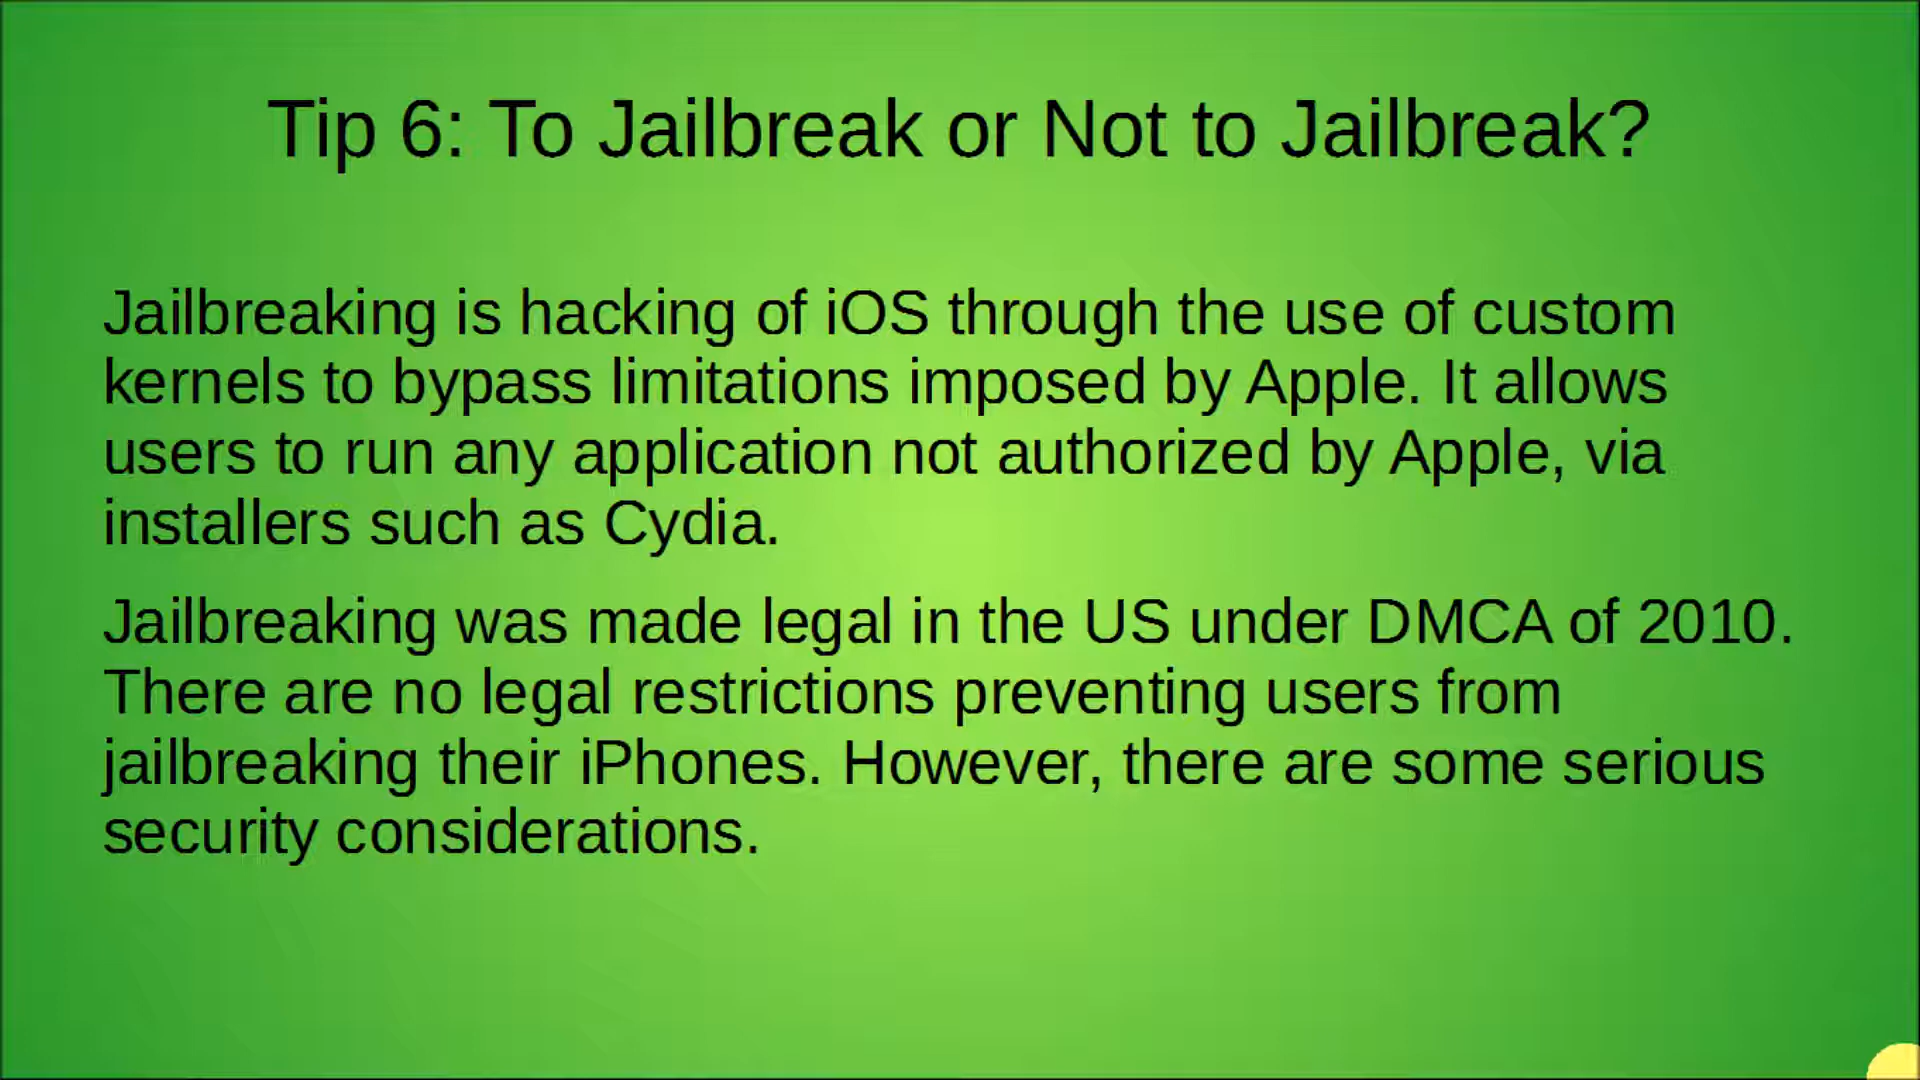 Tip 6: To Jailbreak or Not to Jailbreak?
Jailbreaking is hacking of iOS through the use of custom
kernels to bypass limitations imposed by Apple. It allows
users to run any application not authorized by Apple, via
installers such as Cydia.
Jailbreaking was made legal in the US under DMCA of 2010.
There are no legal restrictions preventing users from
jailbreaking their iPhones. However, there are some serious
security considerations.